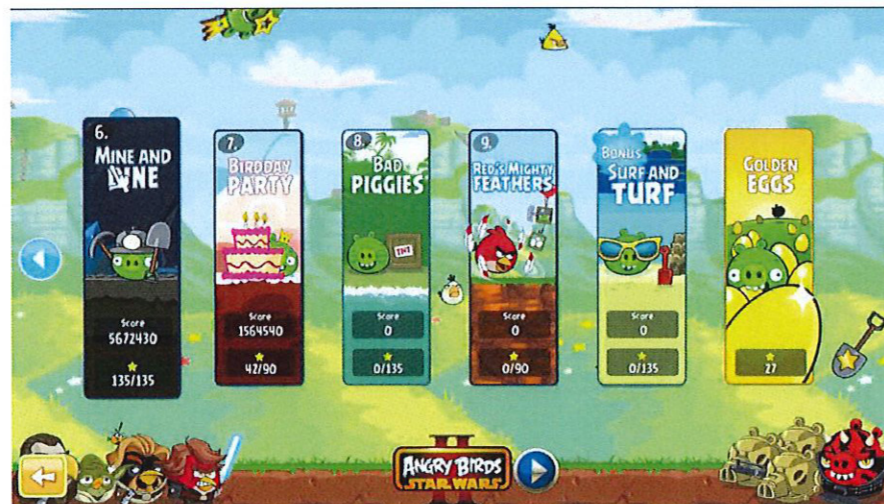 6.
MINE AND
DINE
Score
5672430
135/135
7.
BIRDDAY
PARTY
Score
1564540
42/90
8.
BAD
PIGGIES
TNT
Score
0
0/135
9.
RED'S MIGHTY
FEATHERS
Score
0
0/90
BONUS
SURF AND
TURF
Score
0
0/135
GOLDEN
EGGS
27
II
ANGRY BIRDS
STAR WARS